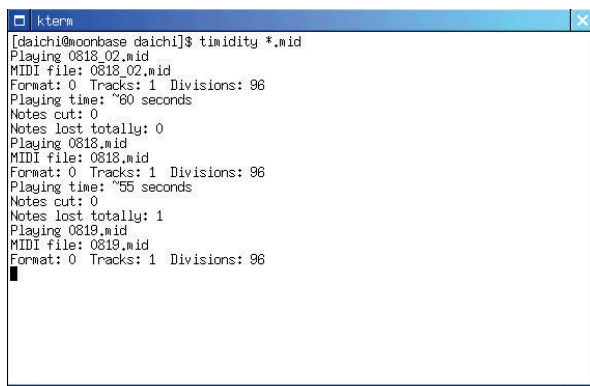 kterm
[daichi@moonbase daichi]$ timidity *.mid
Playing 0818_02.mid
MIDI file: 0818_02.mid
Format: 0  Tracks: 1  Divisions: 96
Playing time: ~60 seconds
Notes cut: 0
Notes lost totally: 0
Playing 0818.mid
MIDI file: 0818.mid
Format: 0  Tracks: 1  Divisions: 96
Playing time: ~55 seconds
Notes cut: 0
Notes lost totally: 1
Playing 0819.mid
MIDI file: 0819.mid
Format: 0  Tracks: 1  Divisions: 96